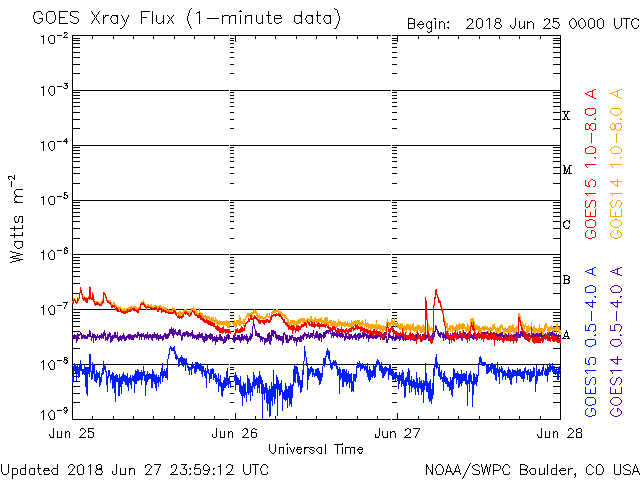 GOES Xray Flux (1-minute data)
Begin: 2018 Jun 25 0000 UTC
10⁻²
10⁻³
10⁻⁴
10⁻⁵
10⁻⁶
10⁻⁷
10⁻⁸
10⁻⁹
Watts m⁻²
X
M
C
B
A
GOES15 1.0-8.0 A
GOES14 1.0-8.0 A
GOES15 0.5-4.0 A
GOES14 0.5-4.0 A
Jun 25 Jun 26 Jun 27 Jun 28
Universal Time
Updated 2018 Jun 27 23:59:12 UTC
NOAA/SWPC Boulder, CO USA